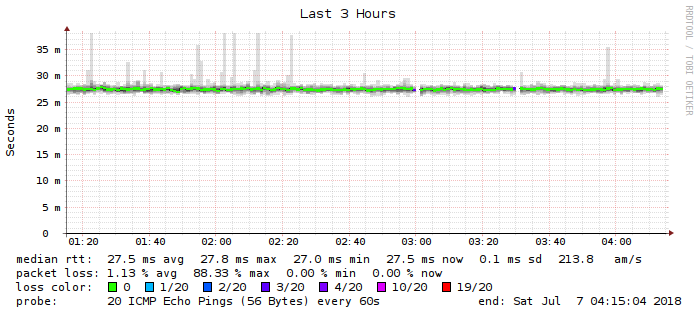 Last 3 Hours
RRDTOOL / TOBI OETIKER
Seconds
35 m
30 m
25 m
20 m
15 m
10 m
5 m
0
01:20 01:40 02:00 02:20 02:40 03:00 03:20 03:40 04:00
median rtt: 27.5 ms avg 27.8 ms max 27.0 ms min 27.5 ms now 0.1 ms sd 213.8 am/s
packet loss: 1.13 % avg 88.33 % max 0.00 % min 0.00 % now
loss color: 0 1/20 2/20 3/20 4/20 10/20 19/20
probe: 20 ICMP Echo Pings (56 Bytes) every 60s end: Sat Jul 7 04:15:04 2018